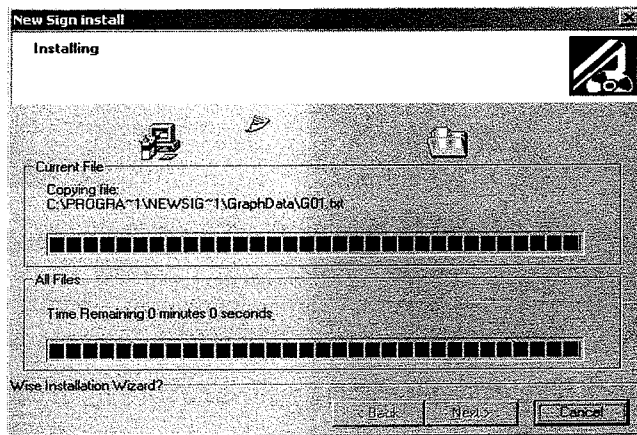 New Sign install
Installing
Current File
Copying file:
C:\PROGRA~1\NEWSIG~1\GraphData\G01.txt
All Files
Time Remaining 0 minutes 0 seconds
Wise Installation Wizard?
< Back
Next >
Cancel